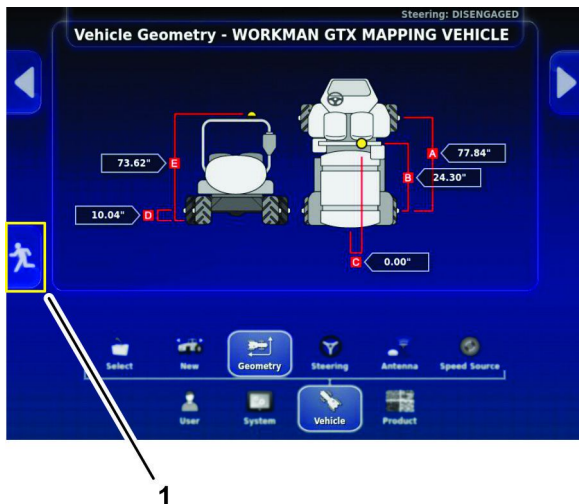 Steering: DISENGAGED
Vehicle Geometry - WORKMAN GTX MAPPING VEHICLE
73.62" E
A 77.84"
B 24.30"
10.04" D
C 0.00"
Select New Geometry Steering Antenna Speed Source
User System Vehicle Product
1